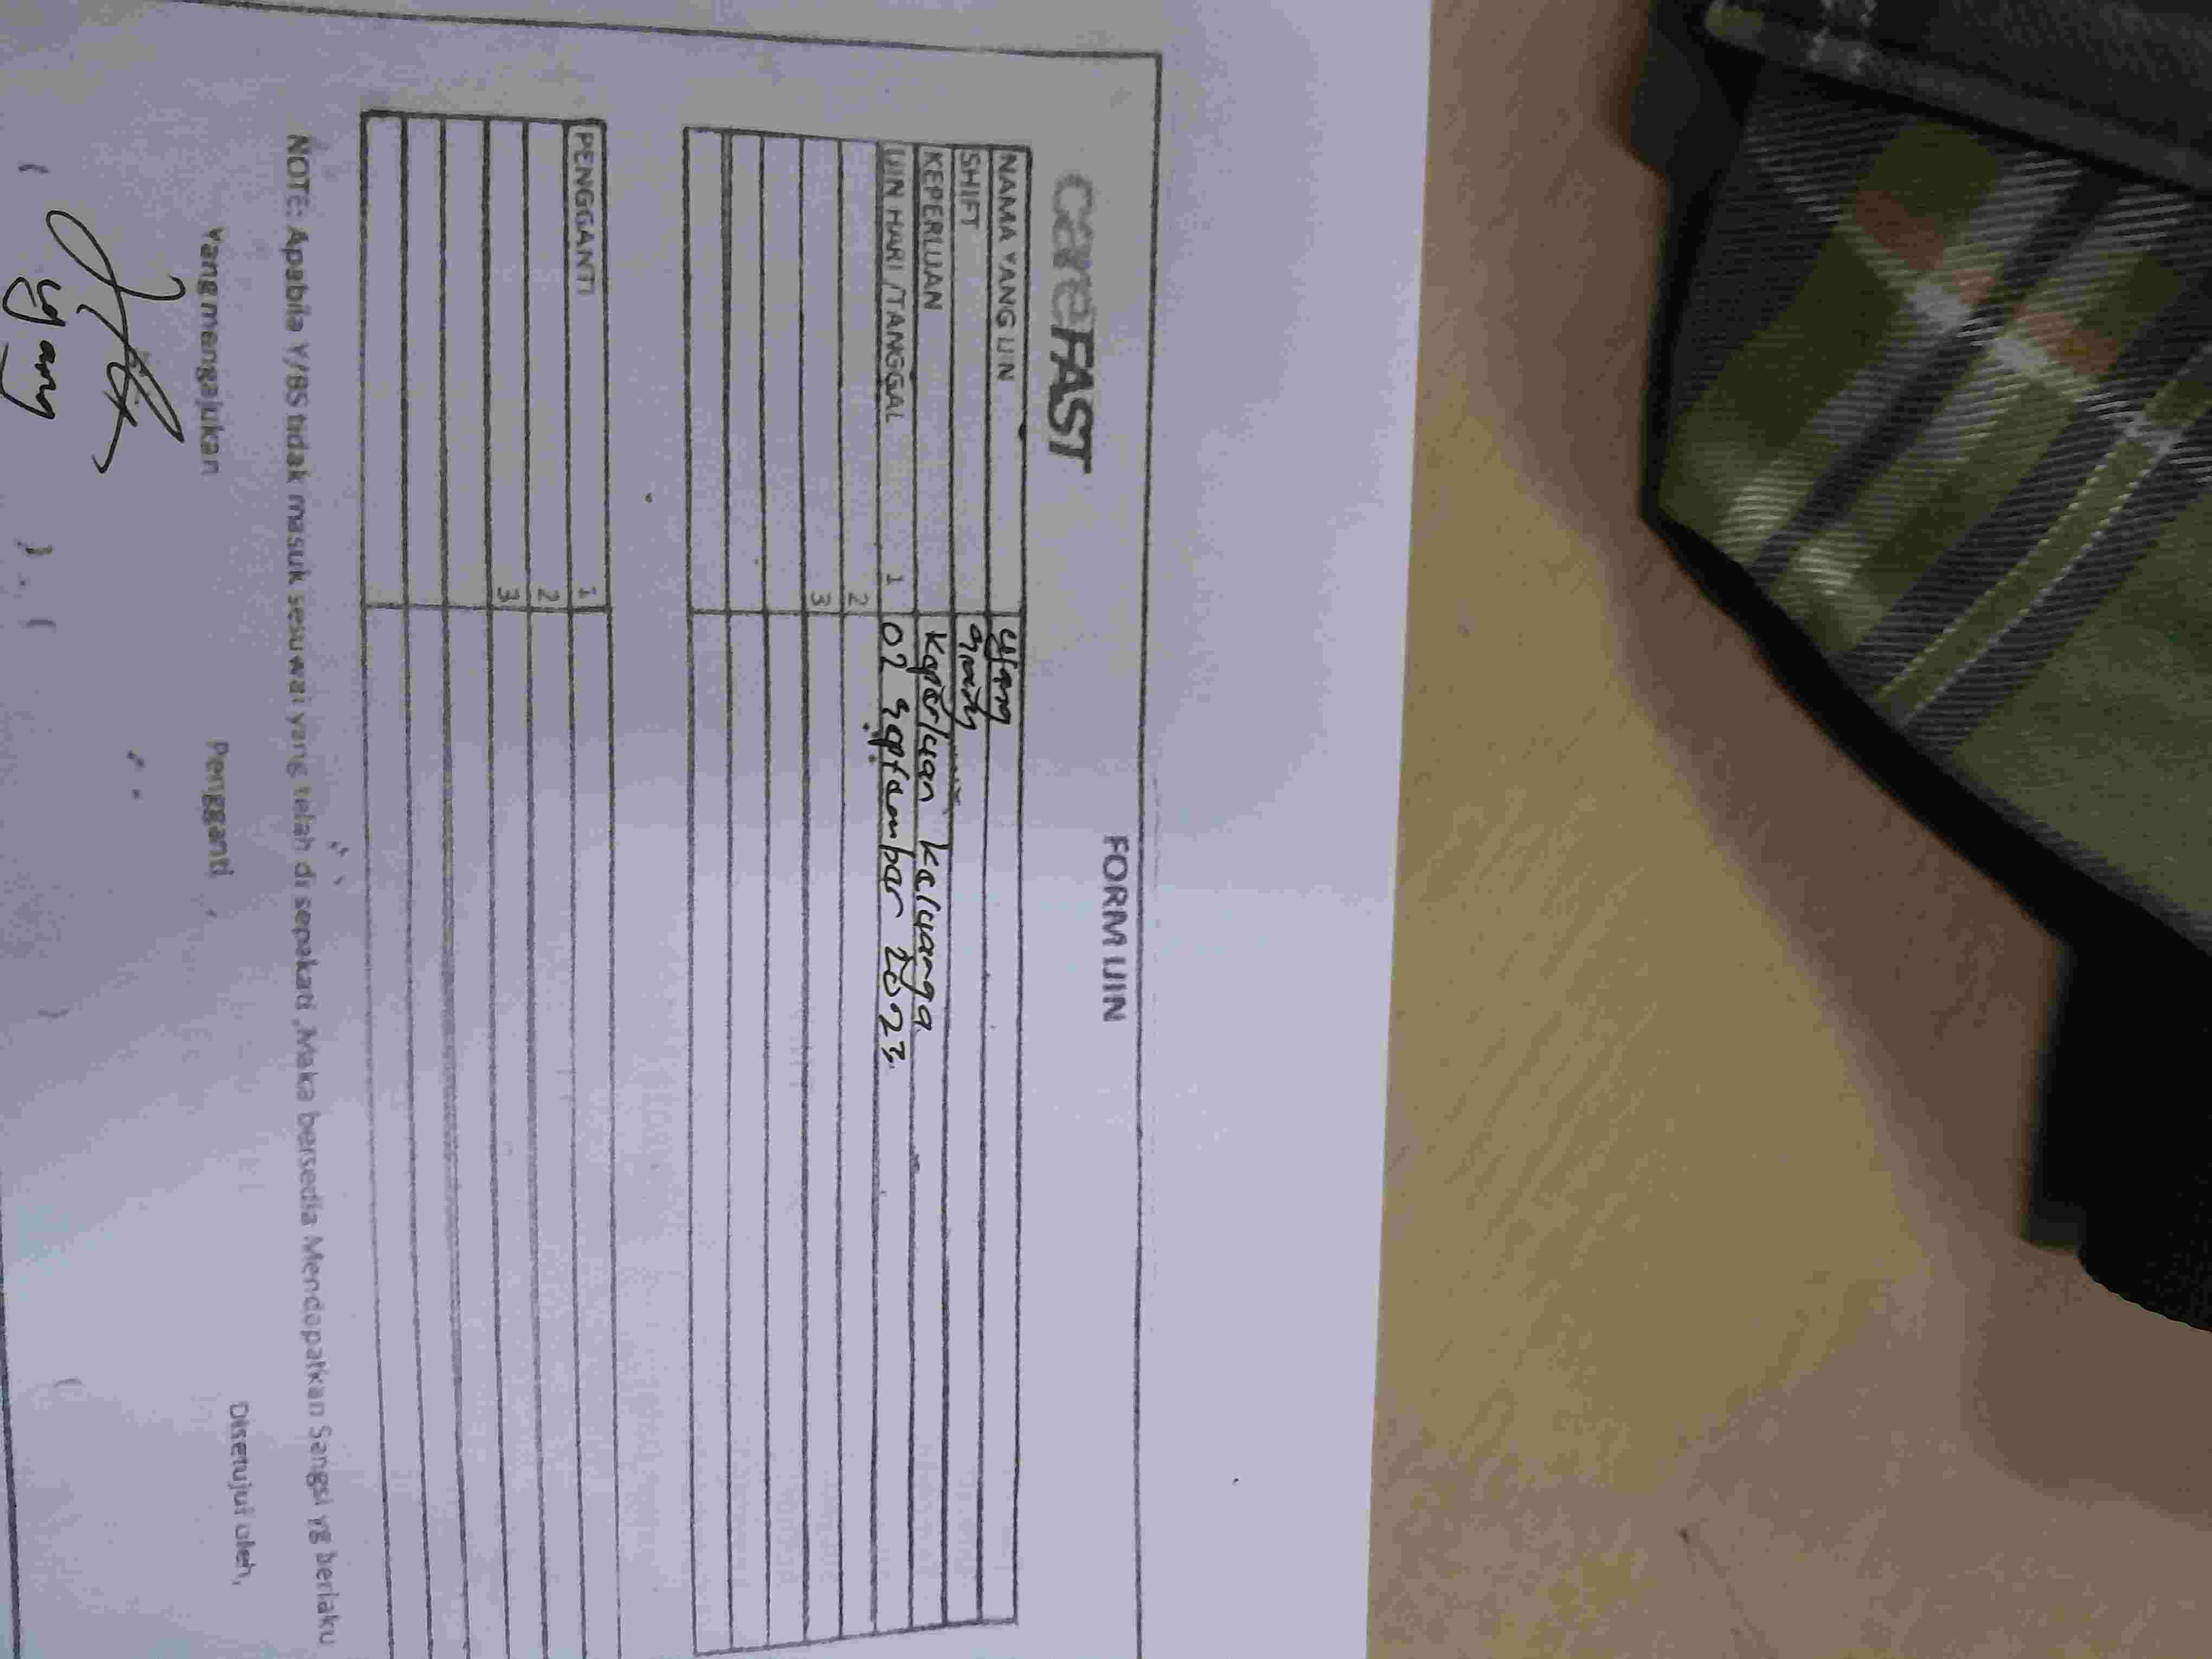 FORM IJIN
CareFAST
NAMA YANG IJIN Ujang
SHIFT
KEPERLUAN Keperluan keluarga
IJIN HARI /TANGGAL 1 02 September 2023
2
3
PENGGANTI 1
2
3
NOTE: Apabila Y/BS tidak masuk sesuwai yang telah di sepakati ,Maka bersedia Mendapatkan Sangsi yg berlaku
Yang mengajukan Pengganti Disetujui oleh,
( ujang ) ( ) (